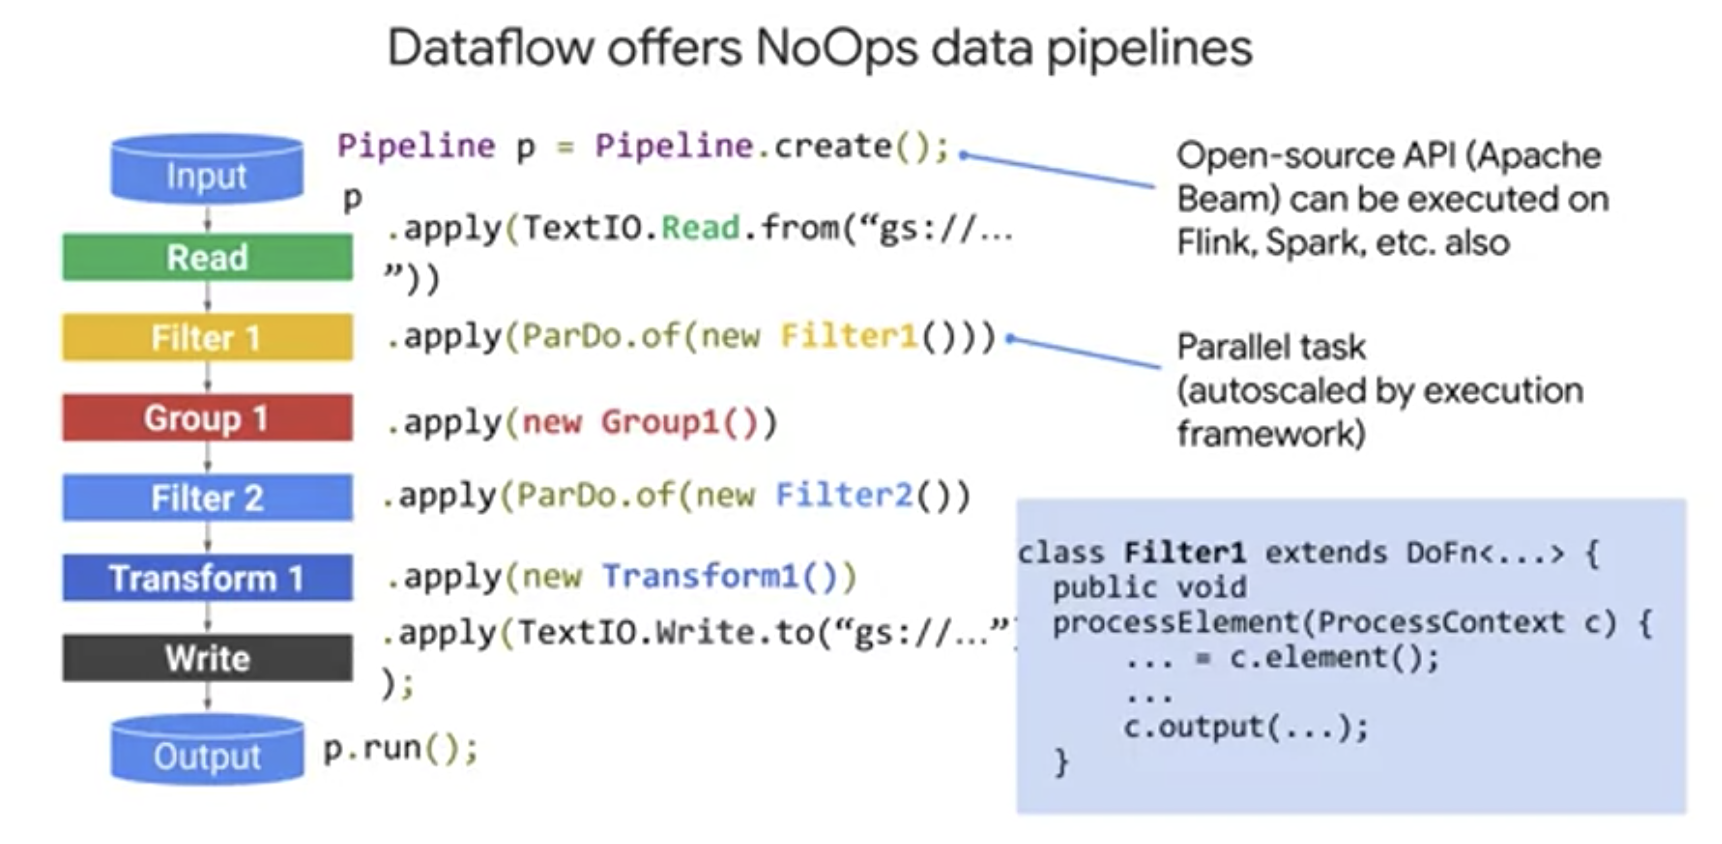 Dataflow offers NoOps data pipelines
Input
Read
Filter 1
Group 1
Filter 2
Transform 1
Write
Output
Pipeline p = Pipeline.create();
p
.apply(TextIO.Read.from(“gs://…
”))
.apply(ParDo.of(new Filter1()))
.apply(new Group1())
.apply(ParDo.of(new Filter2())
.apply(new Transform1())
.apply(TextIO.Write.to(“gs://…”)
);
p.run();
Open-source API (Apache
Beam) can be executed on
Flink, Spark, etc. also
Parallel task
(autoscaled by execution
framework)
class Filter1 extends DoFn<...> {
public void
processElement(ProcessContext c) {
... = c.element();
...
c.output(...);
}